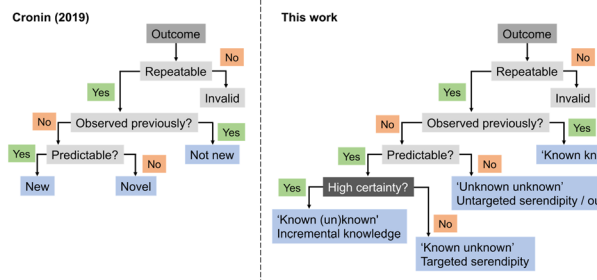 Cronin (2019)
Outcome
No
Repeatable
Yes
Invalid
No
Observed previously?
Yes
Yes
Predictable?
No
Not new
New
Novel
This work
Outcome
No
Repeatable
Yes
Invalid
No
Observed previously?
Yes
Yes
Predictable?
No
'Known
Yes
High certainty?
'Unknown unknown'
Untargeted serendipity /
'Known (un)known'
Incremental knowledge
No
'Known unknown'
Targeted serendipity